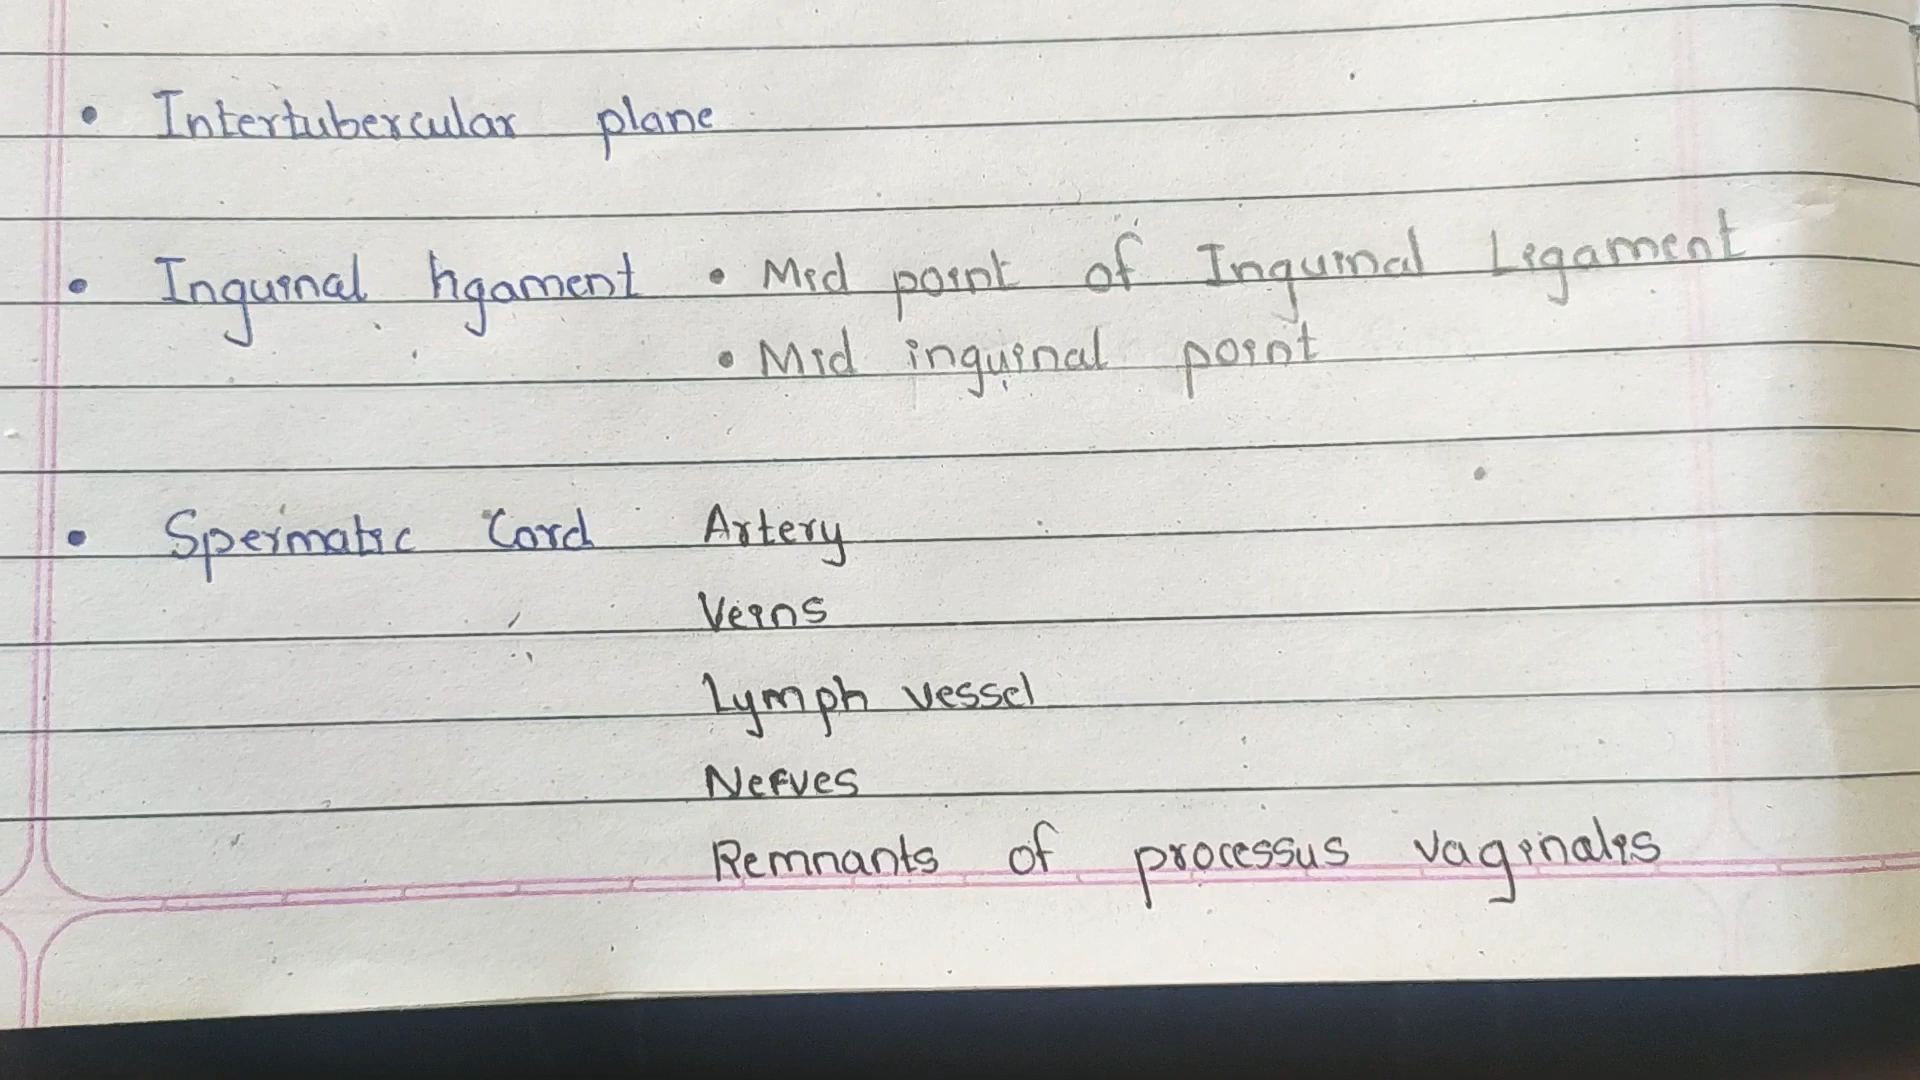 • Intertubercular plane
• Inguinal ligament • Mid point of Inguinal Ligament
• Mid inguinal point
• Spermatic Cord Artery
Veins
Lymph vessel
Nerves
Remnants of processus vaginalis